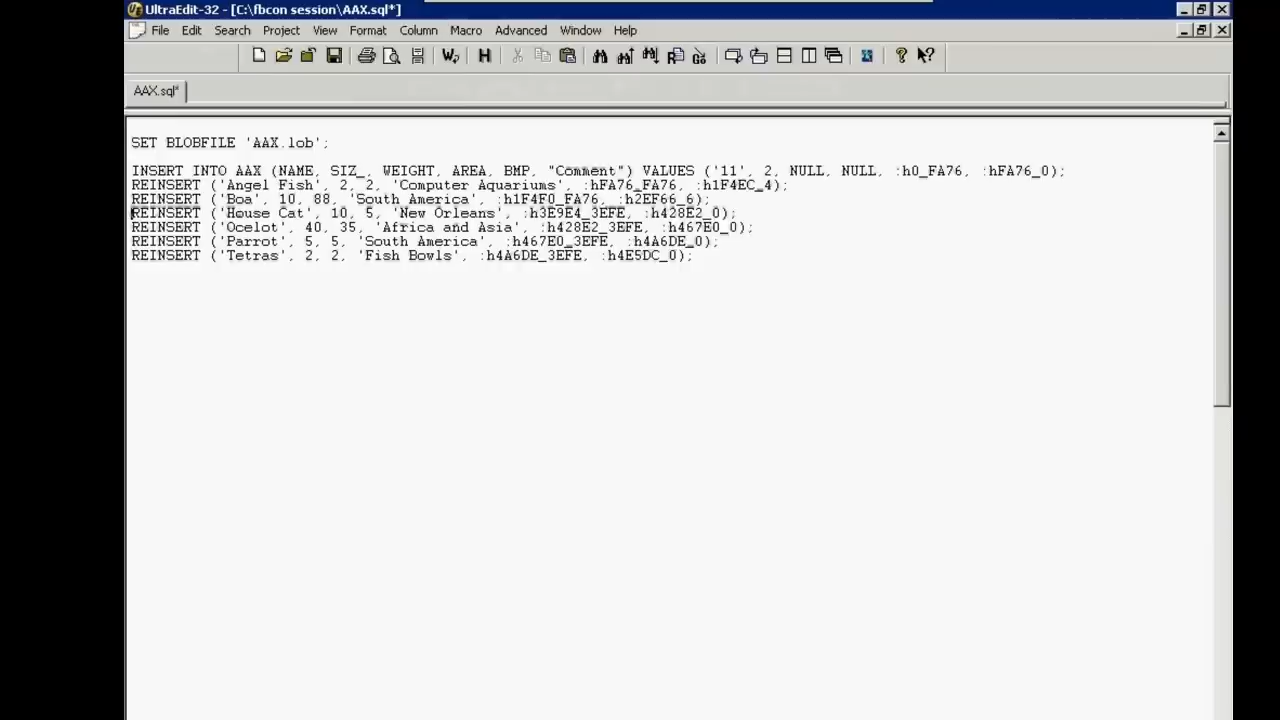 UltraEdit-32 - [C:\fbcon session\AAX.sql*]
File Edit Search Project View Format Column Macro Advanced Window Help
AAX.sql*
SET BLOBFILE 'AAX.lob';
INSERT INTO AAX (NAME, SIZ_, WEIGHT, AREA, BMP, "Comment") VALUES ('11', 2, NULL, NULL, :h0_FA76, :hFA76_0);
REINSERT ('Angel Fish', 2, 2, 'Computer Aquariums', :hFA76_FA76, :h1F4EC_4);
REINSERT ('Boa', 10, 88, 'South America', :h1F4F0_FA76, :h2EF66_6);
REINSERT ('House Cat', 10, 5, 'New Orleans', :h3E9E4_3EFE, :h428E2_0);
REINSERT ('Ocelot', 40, 35, 'Africa and Asia', :h428E2_3EFE, :h467E0_0);
REINSERT ('Parrot', 5, 5, 'South America', :h467E0_3EFE, :h4A6DE_0);
REINSERT ('Tetras', 2, 2, 'Fish Bowls', :h4A6DE_3EFE, :h4E5DC_0);